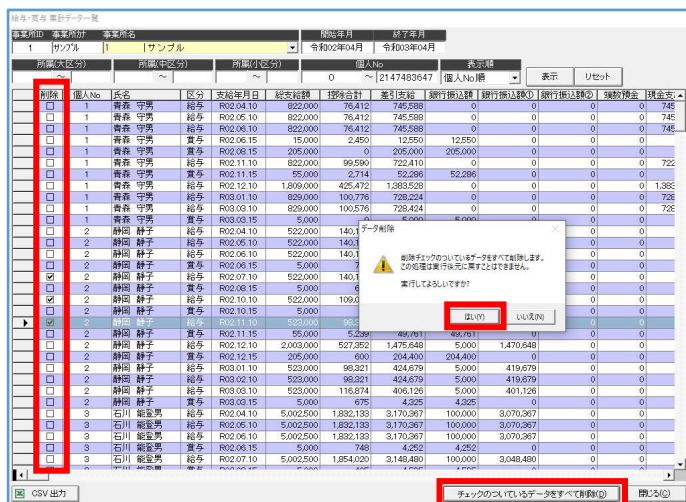 給与・賞与 集計データ一覧
事業所ID 事業所カナ 事業所名 開始年月 終了年月
1 サンプル 1 |サンプル 令和02年04月 令和03年04月
所属(大区分) 所属(中区分) 所属(小区分) 個人No 表示順
～ ～ ～ 0 ～ 2147483647 個人No順 表示 リセット
削除 個人No 氏名 区分 支給年月日 総支給額 控除合計 差引支給 銀行振込額 銀行振込額① 銀行振込額② 端数預金 現金支
1 青森 守男 給与 R02.04.10 822,000 76,412 745,588 0 0 0 0 745
1 青森 守男 給与 R02.05.10 822,000 76,412 745,588 0 0 0 0 745
1 青森 守男 給与 R02.06.10 822,000 76,412 745,588 0 0 0 0 745
1 青森 守男 賞与 R02.06.15 15,000 2,450 12,550 12,550 0 0 0
1 青森 守男 賞与 R02.08.15 205,000 0 205,000 205,000 0 0 0
1 青森 守男 給与 R02.11.10 822,000 99,590 722,410 0 0 0 0 722
1 青森 守男 賞与 R02.11.15 55,000 2,714 52,286 52,286 0 0 0
1 青森 守男 給与 R02.12.10 1,809,000 425,472 1,383,528 0 0 0 0 1,383
1 青森 守男 給与 R03.01.10 829,000 100,776 728,224 0 0 0 0 728
1 青森 守男 給与 R03.03.10 829,000 100,576 728,424 0 0 0 0 728
1 青森 守男 賞与 R03.03.15 5,000 0 5,000 5,000 0 0 0
2 静岡 静子 給与 R02.04.10 522,000 140,1
2 静岡 静子 給与 R02.05.10 522,000 140,1
2 静岡 静子 給与 R02.06.10 522,000 140,1
2 静岡 静子 賞与 R02.06.15 5,000
2 静岡 静子 給与 R02.07.10 522,000 140,1
2 静岡 静子 賞与 R02.08.15 5,000
2 静岡 静子 給与 R02.10.10 522,000 109,0
2 静岡 静子 賞与 R02.10.15 5,000
2 静岡 静子 給与 R02.11.10 523,000
2 静岡 静子 賞与 R02.11.15 55,000 5,239 49,761 49,761 0 0 0
2 静岡 静子 給与 R02.12.10 2,003,000 527,352 1,475,648 5,000 1,470,648 0 0
2 静岡 静子 賞与 R02.12.15 205,000 600 204,400 204,400 0 0 0
2 静岡 静子 給与 R03.01.10 523,000 98,321 424,679 5,000 419,679 0 0
2 静岡 静子 給与 R03.02.10 523,000 98,321 424,679 5,000 419,679 0 0
2 静岡 静子 給与 R03.03.10 523,000 116,874 406,126 5,000 401,126 0 0
2 静岡 静子 賞与 R03.03.15 5,000 675 4,325 4,325 0 0 0
3 石川 能登男 給与 R02.04.10 5,002,500 1,832,133 3,170,367 100,000 3,070,367 0 0
3 石川 能登男 給与 R02.05.10 5,002,500 1,832,133 3,170,367 100,000 3,070,367 0 0
3 石川 能登男 給与 R02.06.10 5,002,500 1,832,133 3,170,367 100,000 3,070,367 0 0
3 石川 能登男 賞与 R02.06.15 5,000 748 4,252 4,252 0 0 0
3 石川 能登男 給与 R02.07.10 5,002,500 1,854,020 3,148,480 100,000 3,048,480 0 0
データ削除
削除チェックのついているデータをすべて削除します。
この処理は実行後元に戻すことはできません。
実行してよろしいですか?
はい(Y) いいえ(N)
CSV 出力 チェックのついているデータをすべて削除(D) 閉じる(C)